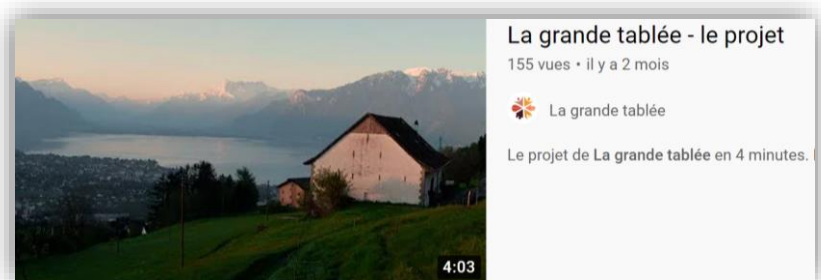 La grande tablée - le projet
155 vues • il y a 2 mois
La grande tablée
Le projet de La grande tablée en 4 minutes.
4:03